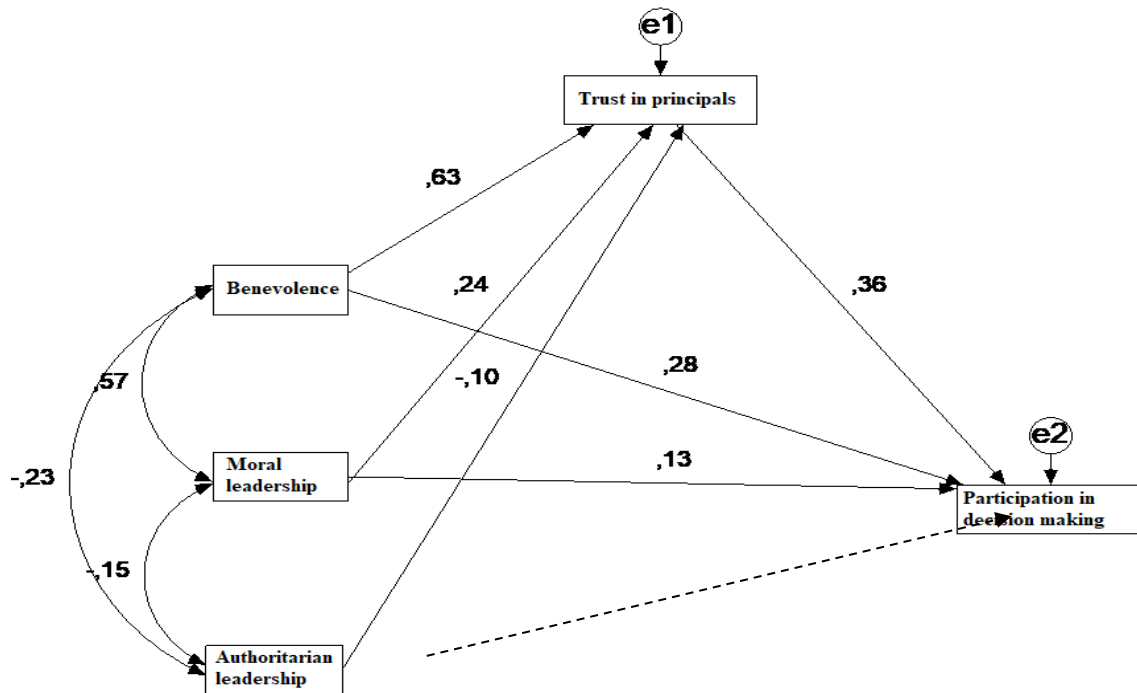 e1
Trust in principals
,63
Benevolence
,24
,36
,28
-,10
,57
e2
Moral
leadership
,13
-,23
Participation in
decision making
-,15
Authoritarian
leadership